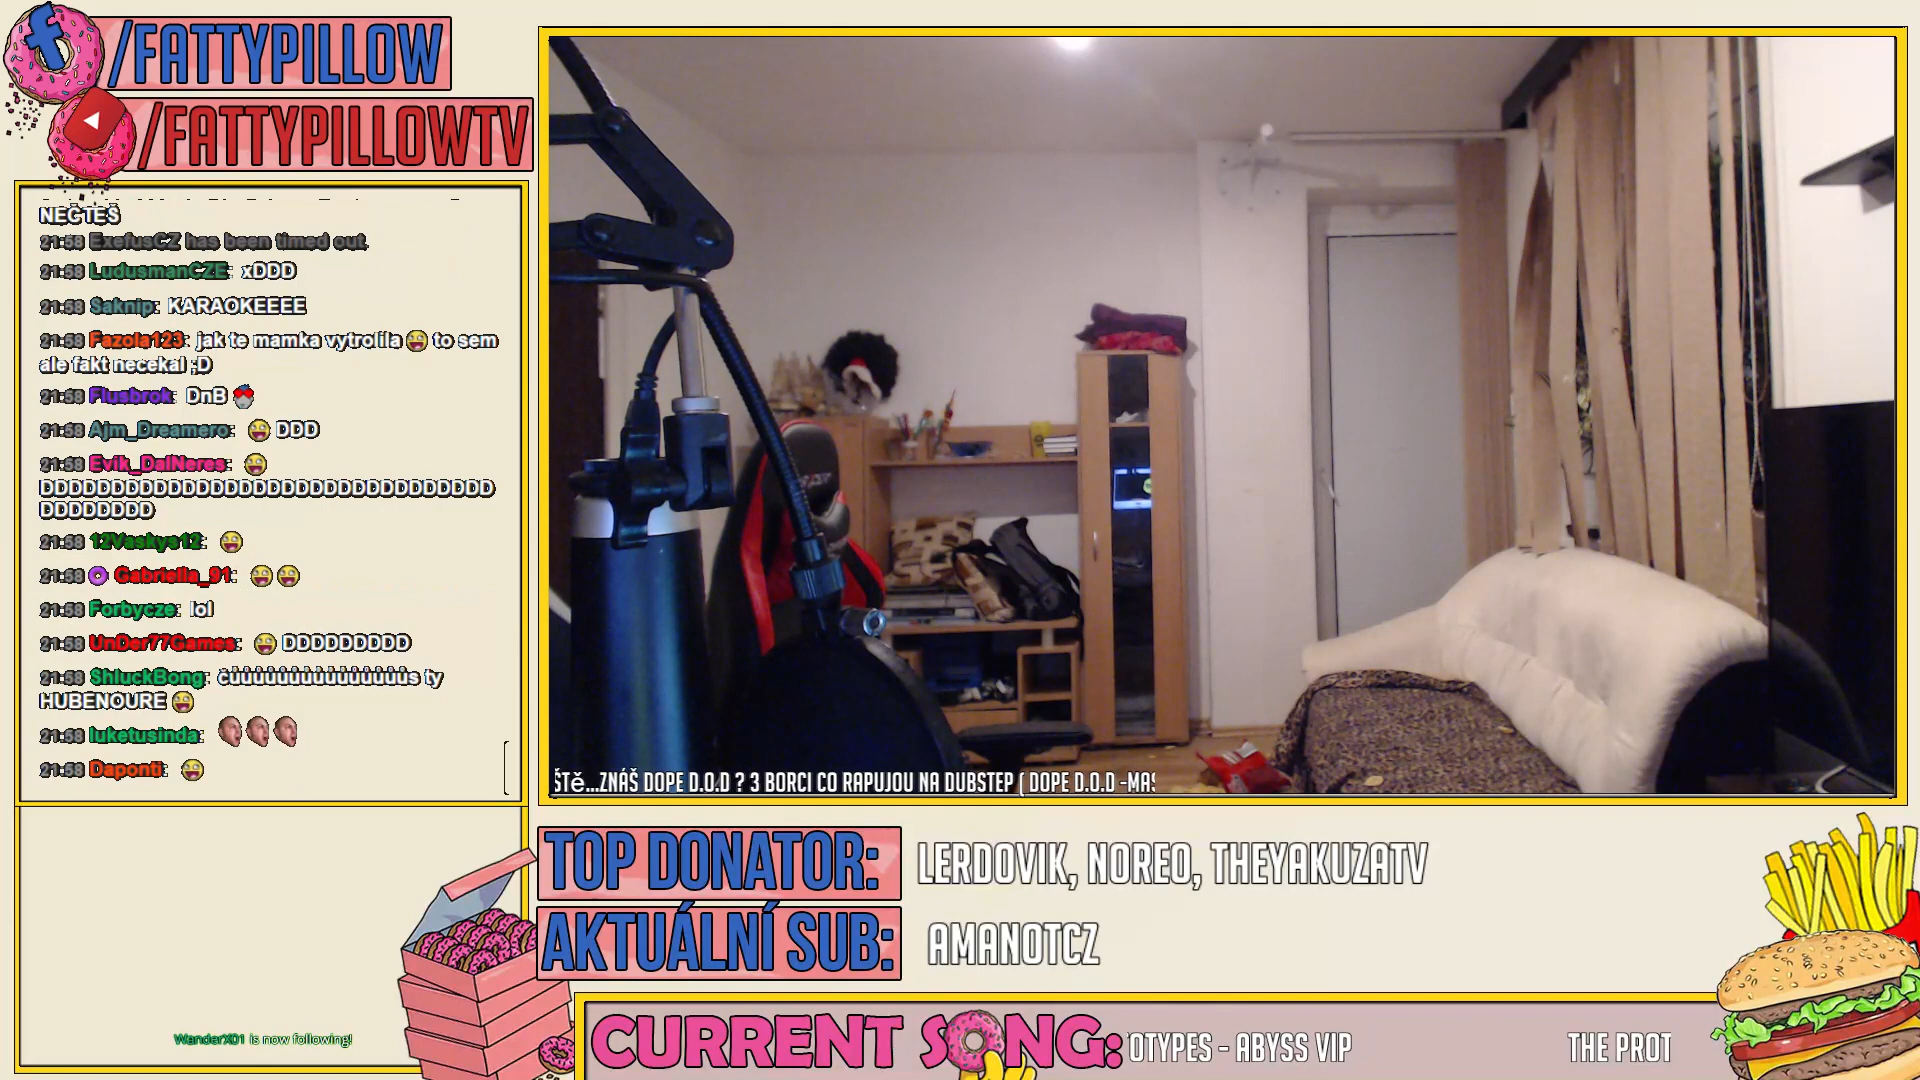 /FATTYPILLOW
/FATTYPILLOWTV
NEČTEŠ
21:58 ExefusCZ has been timed out.
21:58 LudusmanCZE: xDDD
21:58 Saknip: KARAOKEEEE
21:58 Fazola123: jak te mamka vytrolila to sem
ale fakt necekal ;D
21:58 Flusbrok: DnB
21:58 Ajm_Dreamero: DDD
21:58 Evik_DalNeres:
DDDDDDDDDDDDDDDDDDDDDDDDDDDDDDDD
DDDDDDDD
21:58 12Vaskys12:
21:58 Gabriella_91:
21:58 Forbycze: lol
21:58 UnDer77Games: DDDDDDDDD
21:58 ShluckBong: čůůůůůůůůůůůůůůůs ty
HUBENOURE
21:58 luketusinda:
21:58 Daponti:
WanderX01 is now following!
ŠTě...ZNÁŠ DOPE D.O.D ? 3 BORCI CO RAPUJOU NA DUBSTEP ( DOPE D.O.D -MAS
TOP DONATOR: LERDOVIK, NOREO, THEYAKUZATV
AKTUÁLNÍ SUB: AMANOTCZ
CURRENT SONG: OTYPES - ABYSS VIP THE PROT